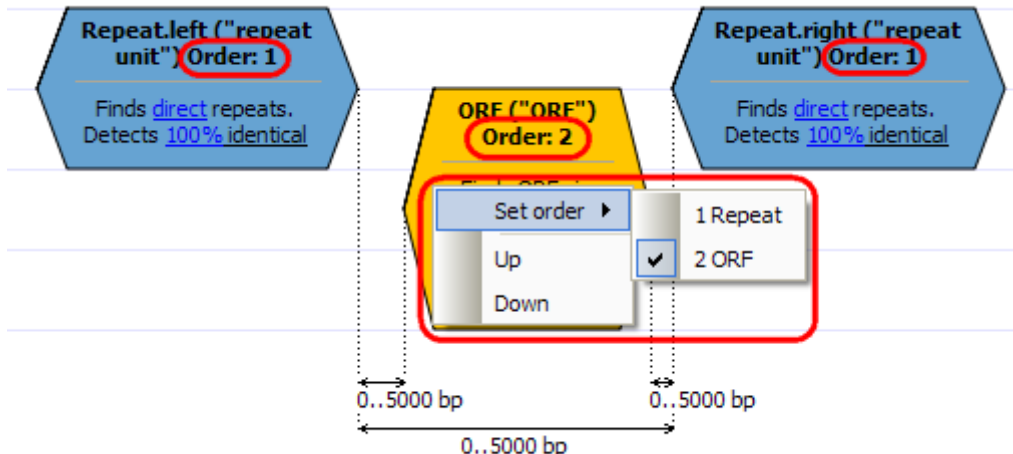 Repeat.left ("repeat
unit") Order: 1
Finds direct repeats.
Detects 100% identical
Repeat.right ("repeat
unit") Order: 1
Finds direct repeats.
Detects 100% identical
ORF ("ORF")
Order: 2
Set order
Up
Down
1 Repeat
2 ORF
0..5000 bp
0..5000 bp
0..5000 bp